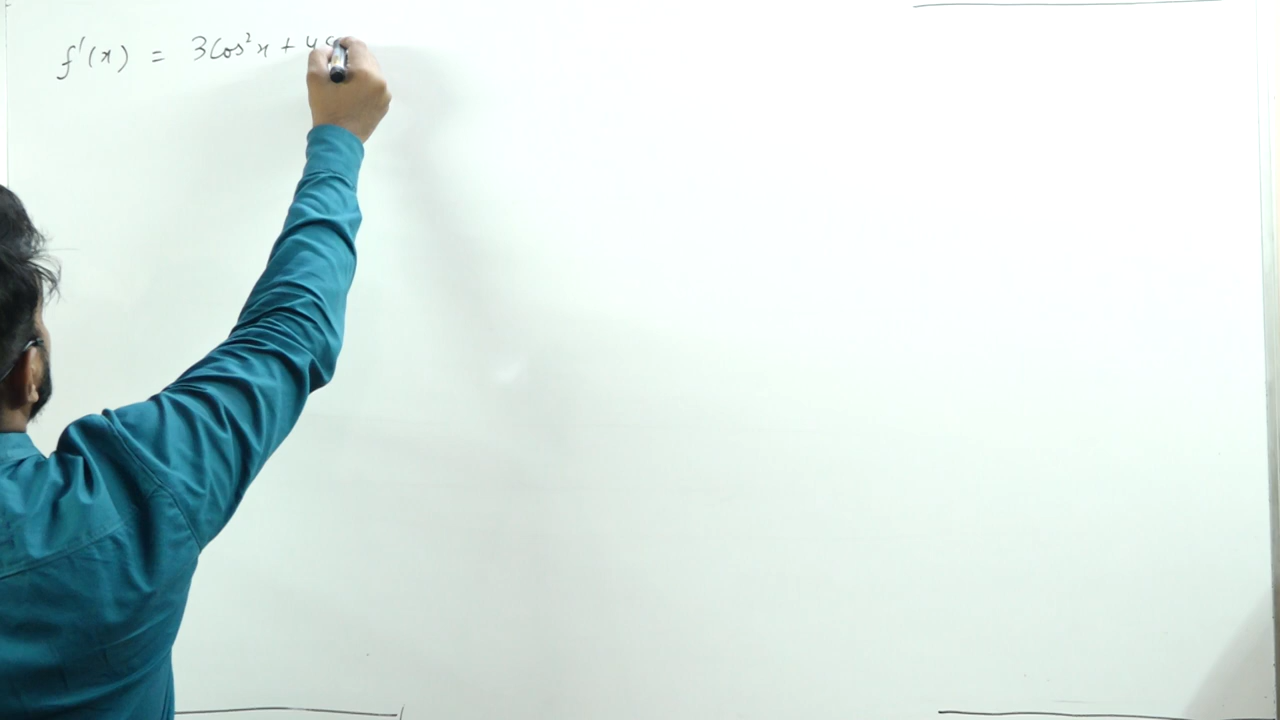 f'(x) = 3Cos²x + 4